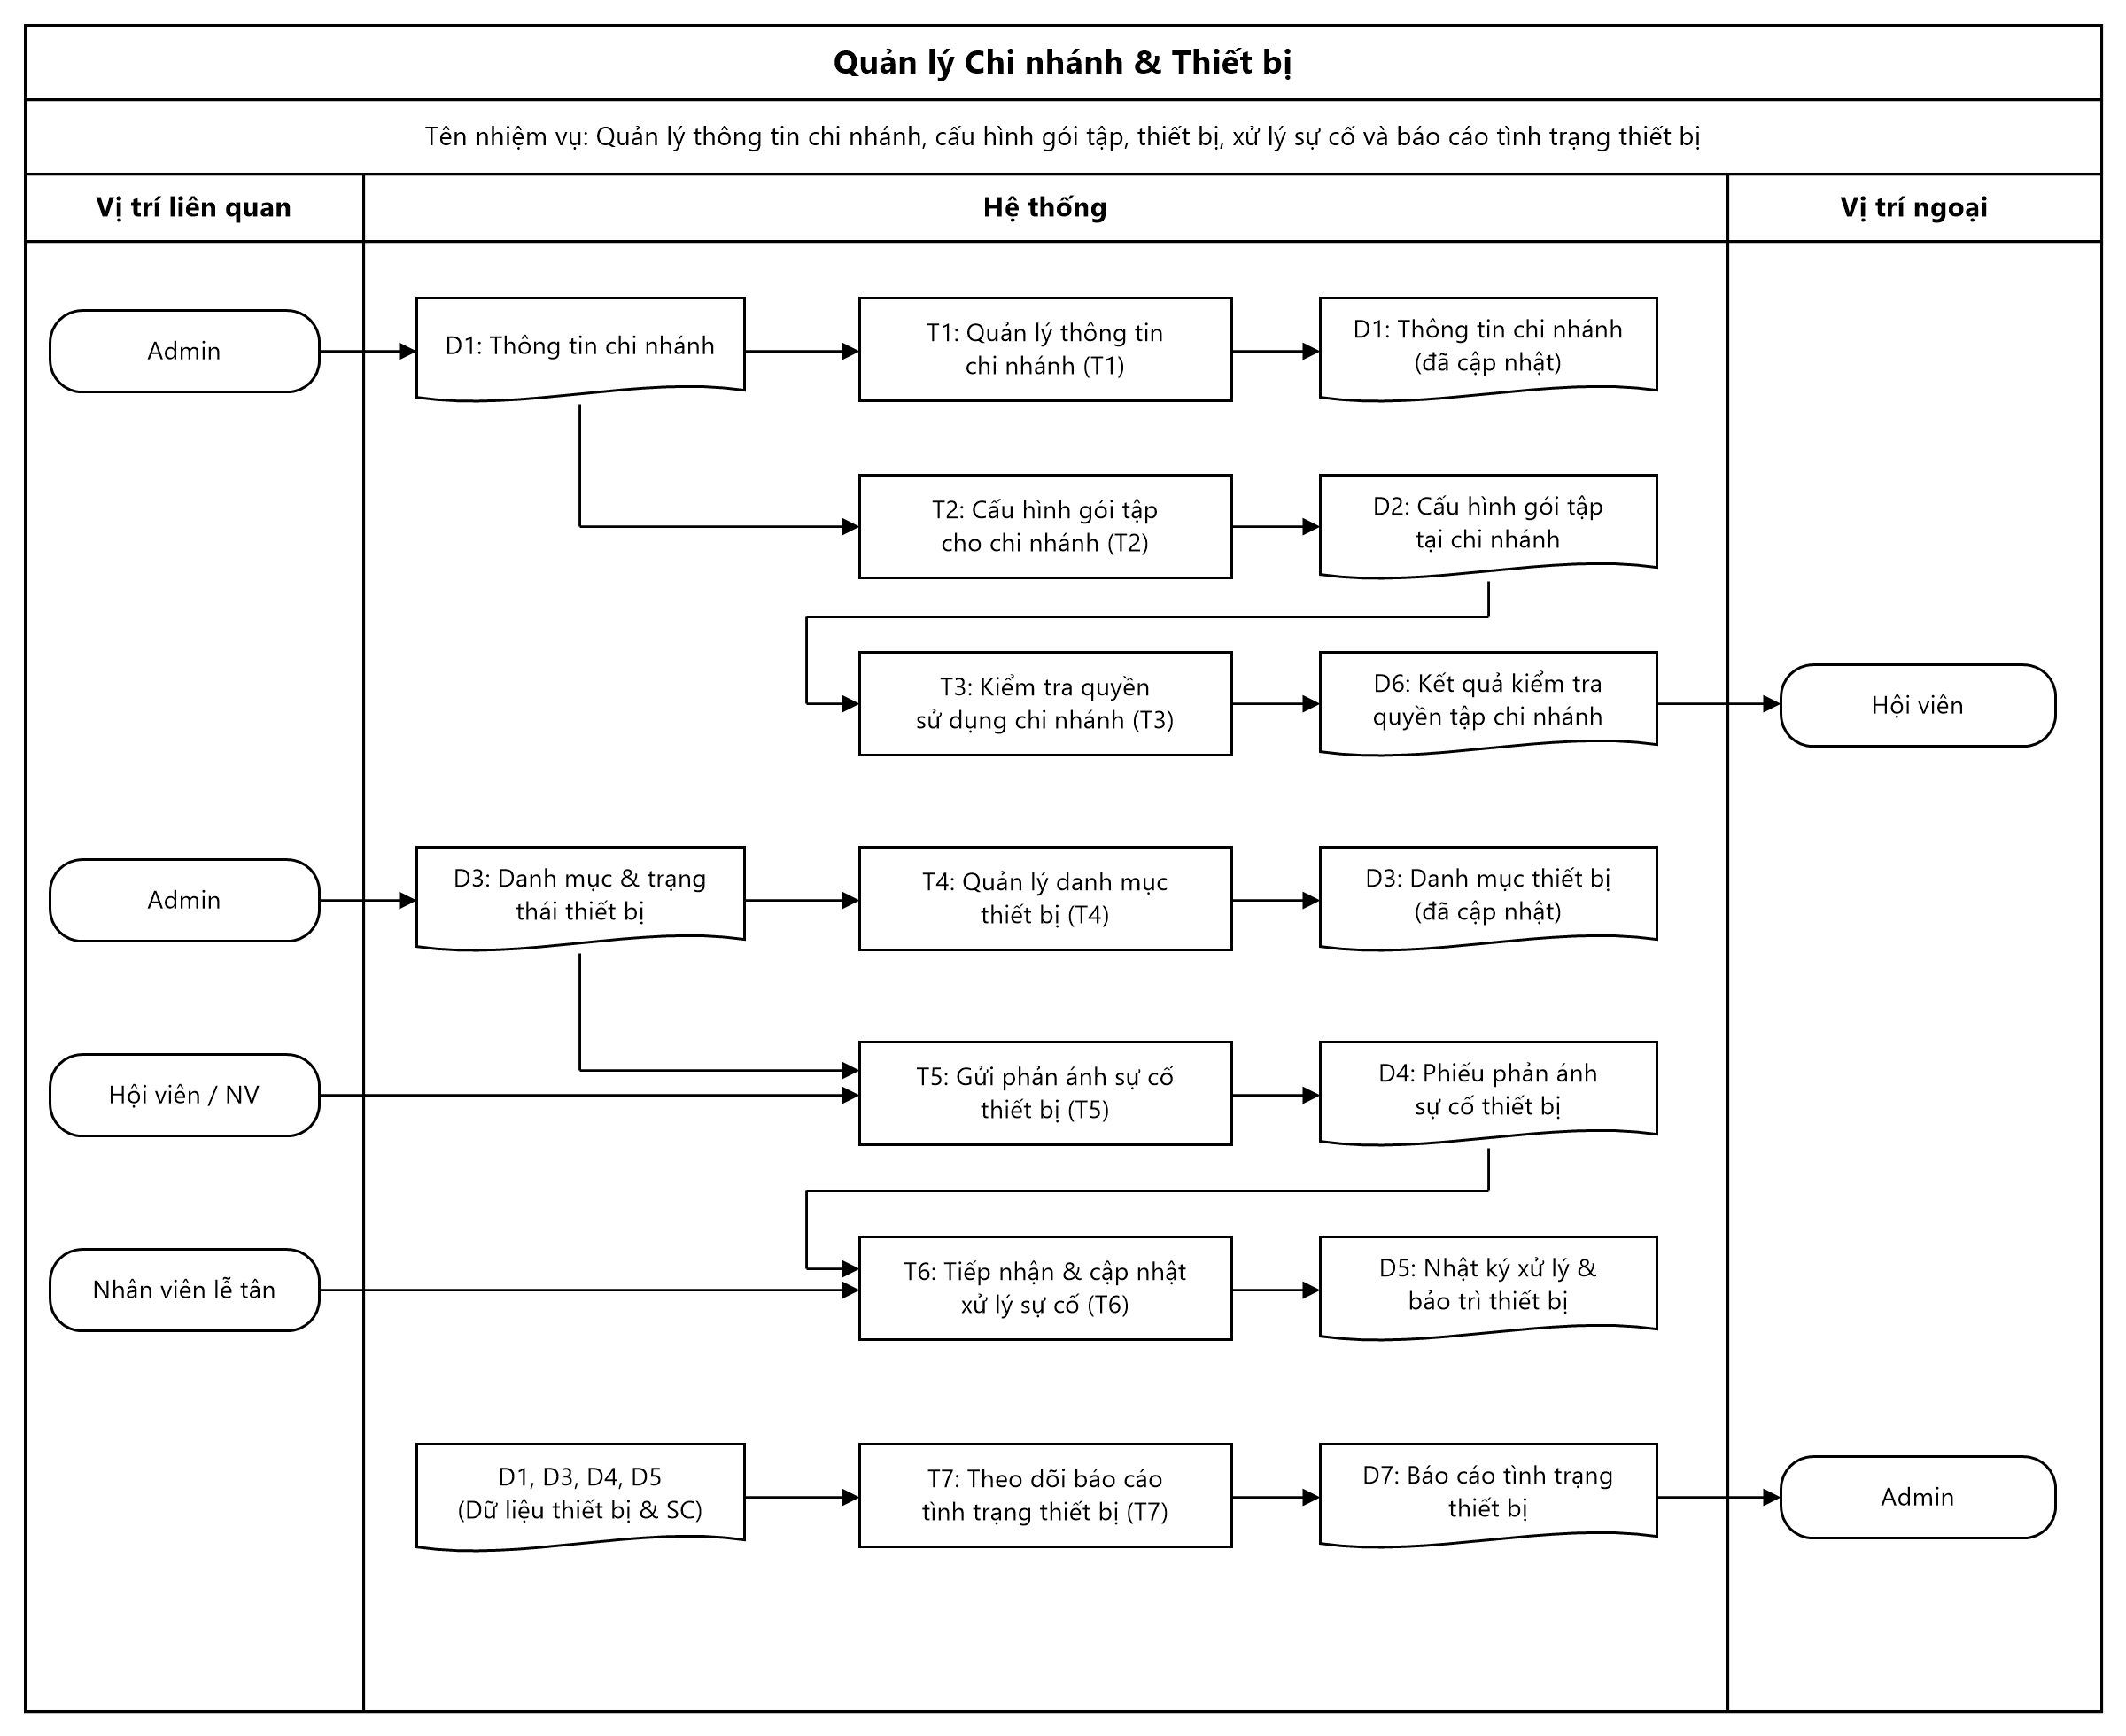 Quản lý Chi nhánh & Thiết bị
Tên nhiệm vụ: Quản lý thông tin chi nhánh, cấu hình gói tập, thiết bị, xử lý sự cố và báo cáo tình trạng thiết bị
Vị trí liên quan
Hệ thống
Vị trí ngoại
Admin
D1: Thông tin chi nhánh
T1: Quản lý thông tin
chi nhánh (T1)
D1: Thông tin chi nhánh
(đã cập nhật)
T2: Cấu hình gói tập
cho chi nhánh (T2)
D2: Cấu hình gói tập
tại chi nhánh
T3: Kiểm tra quyền
sử dụng chi nhánh (T3)
D6: Kết quả kiểm tra
quyền tập chi nhánh
Hội viên
Admin
D3: Danh mục & trạng
thái thiết bị
T4: Quản lý danh mục
thiết bị (T4)
D3: Danh mục thiết bị
(đã cập nhật)
Hội viên / NV
T5: Gửi phản ánh sự cố
thiết bị (T5)
D4: Phiếu phản ánh
sự cố thiết bị
Nhân viên lễ tân
T6: Tiếp nhận & cập nhật
xử lý sự cố (T6)
D5: Nhật ký xử lý &
bảo trì thiết bị
D1, D3, D4, D5
(Dữ liệu thiết bị & SC)
T7: Theo dõi báo cáo
tình trạng thiết bị (T7)
D7: Báo cáo tình trạng
thiết bị
Admin